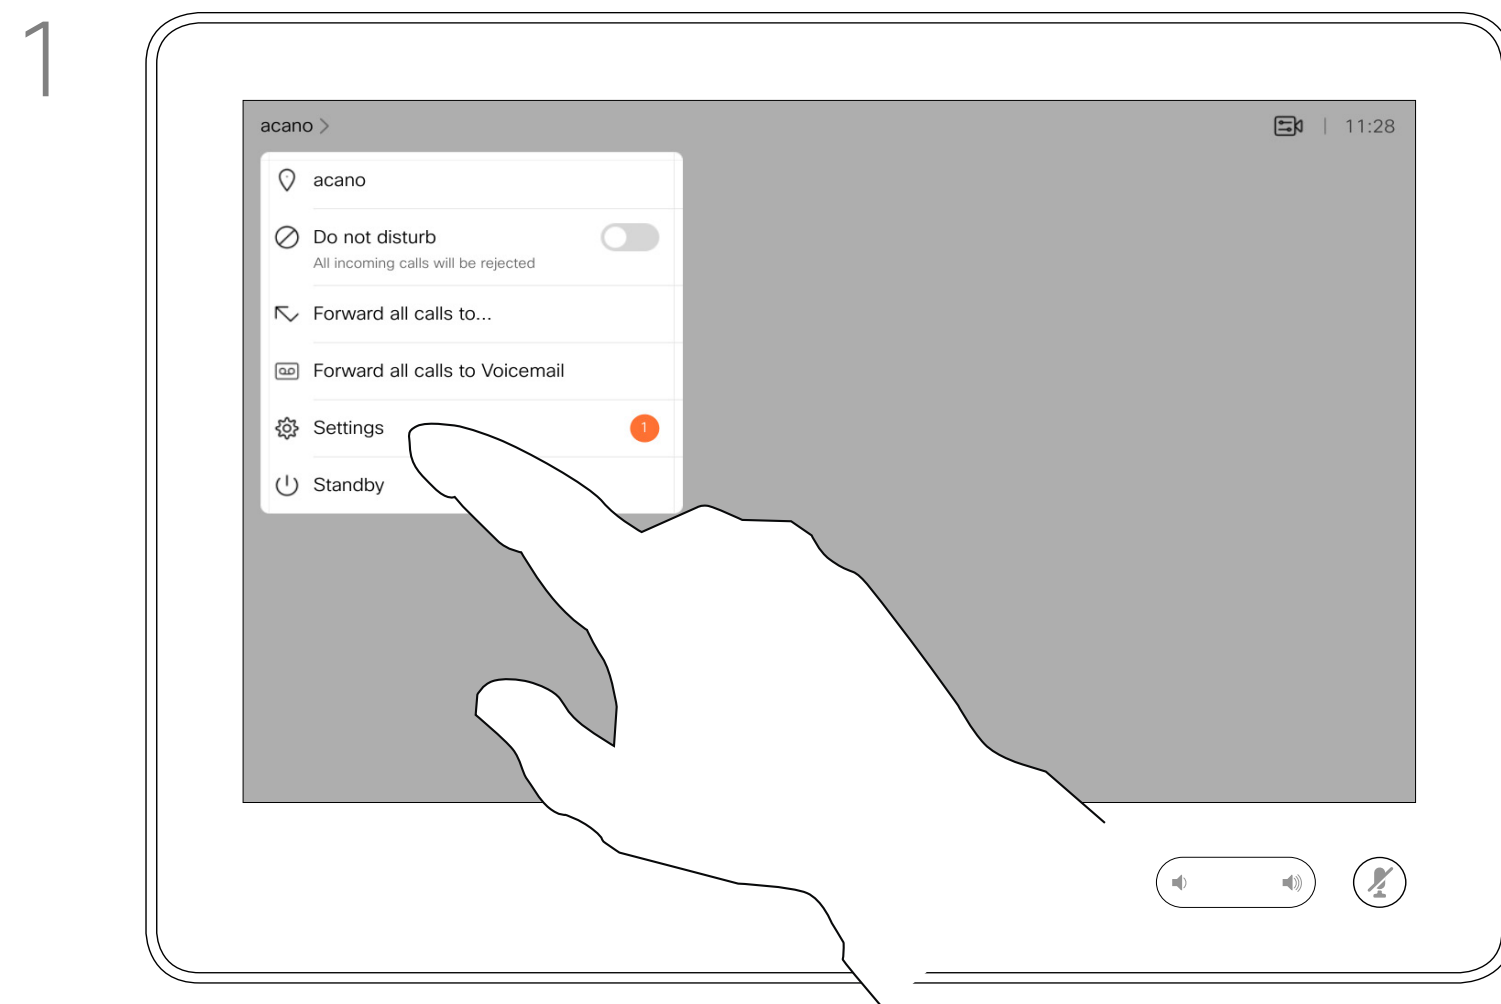 1
acano >
11:28
acano
Do not disturb
All incoming calls will be rejected
Forward all calls to...
Forward all calls to Voicemail
Settings
1
Standby